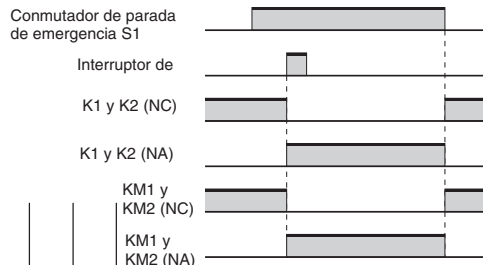 Conmutador de parada
de emergencia S1
Interruptor de
K1 y K2 (NC)
K1 y K2 (NA)
KM1 y
KM2 (NC)
KM1 y
KM2 (NA)